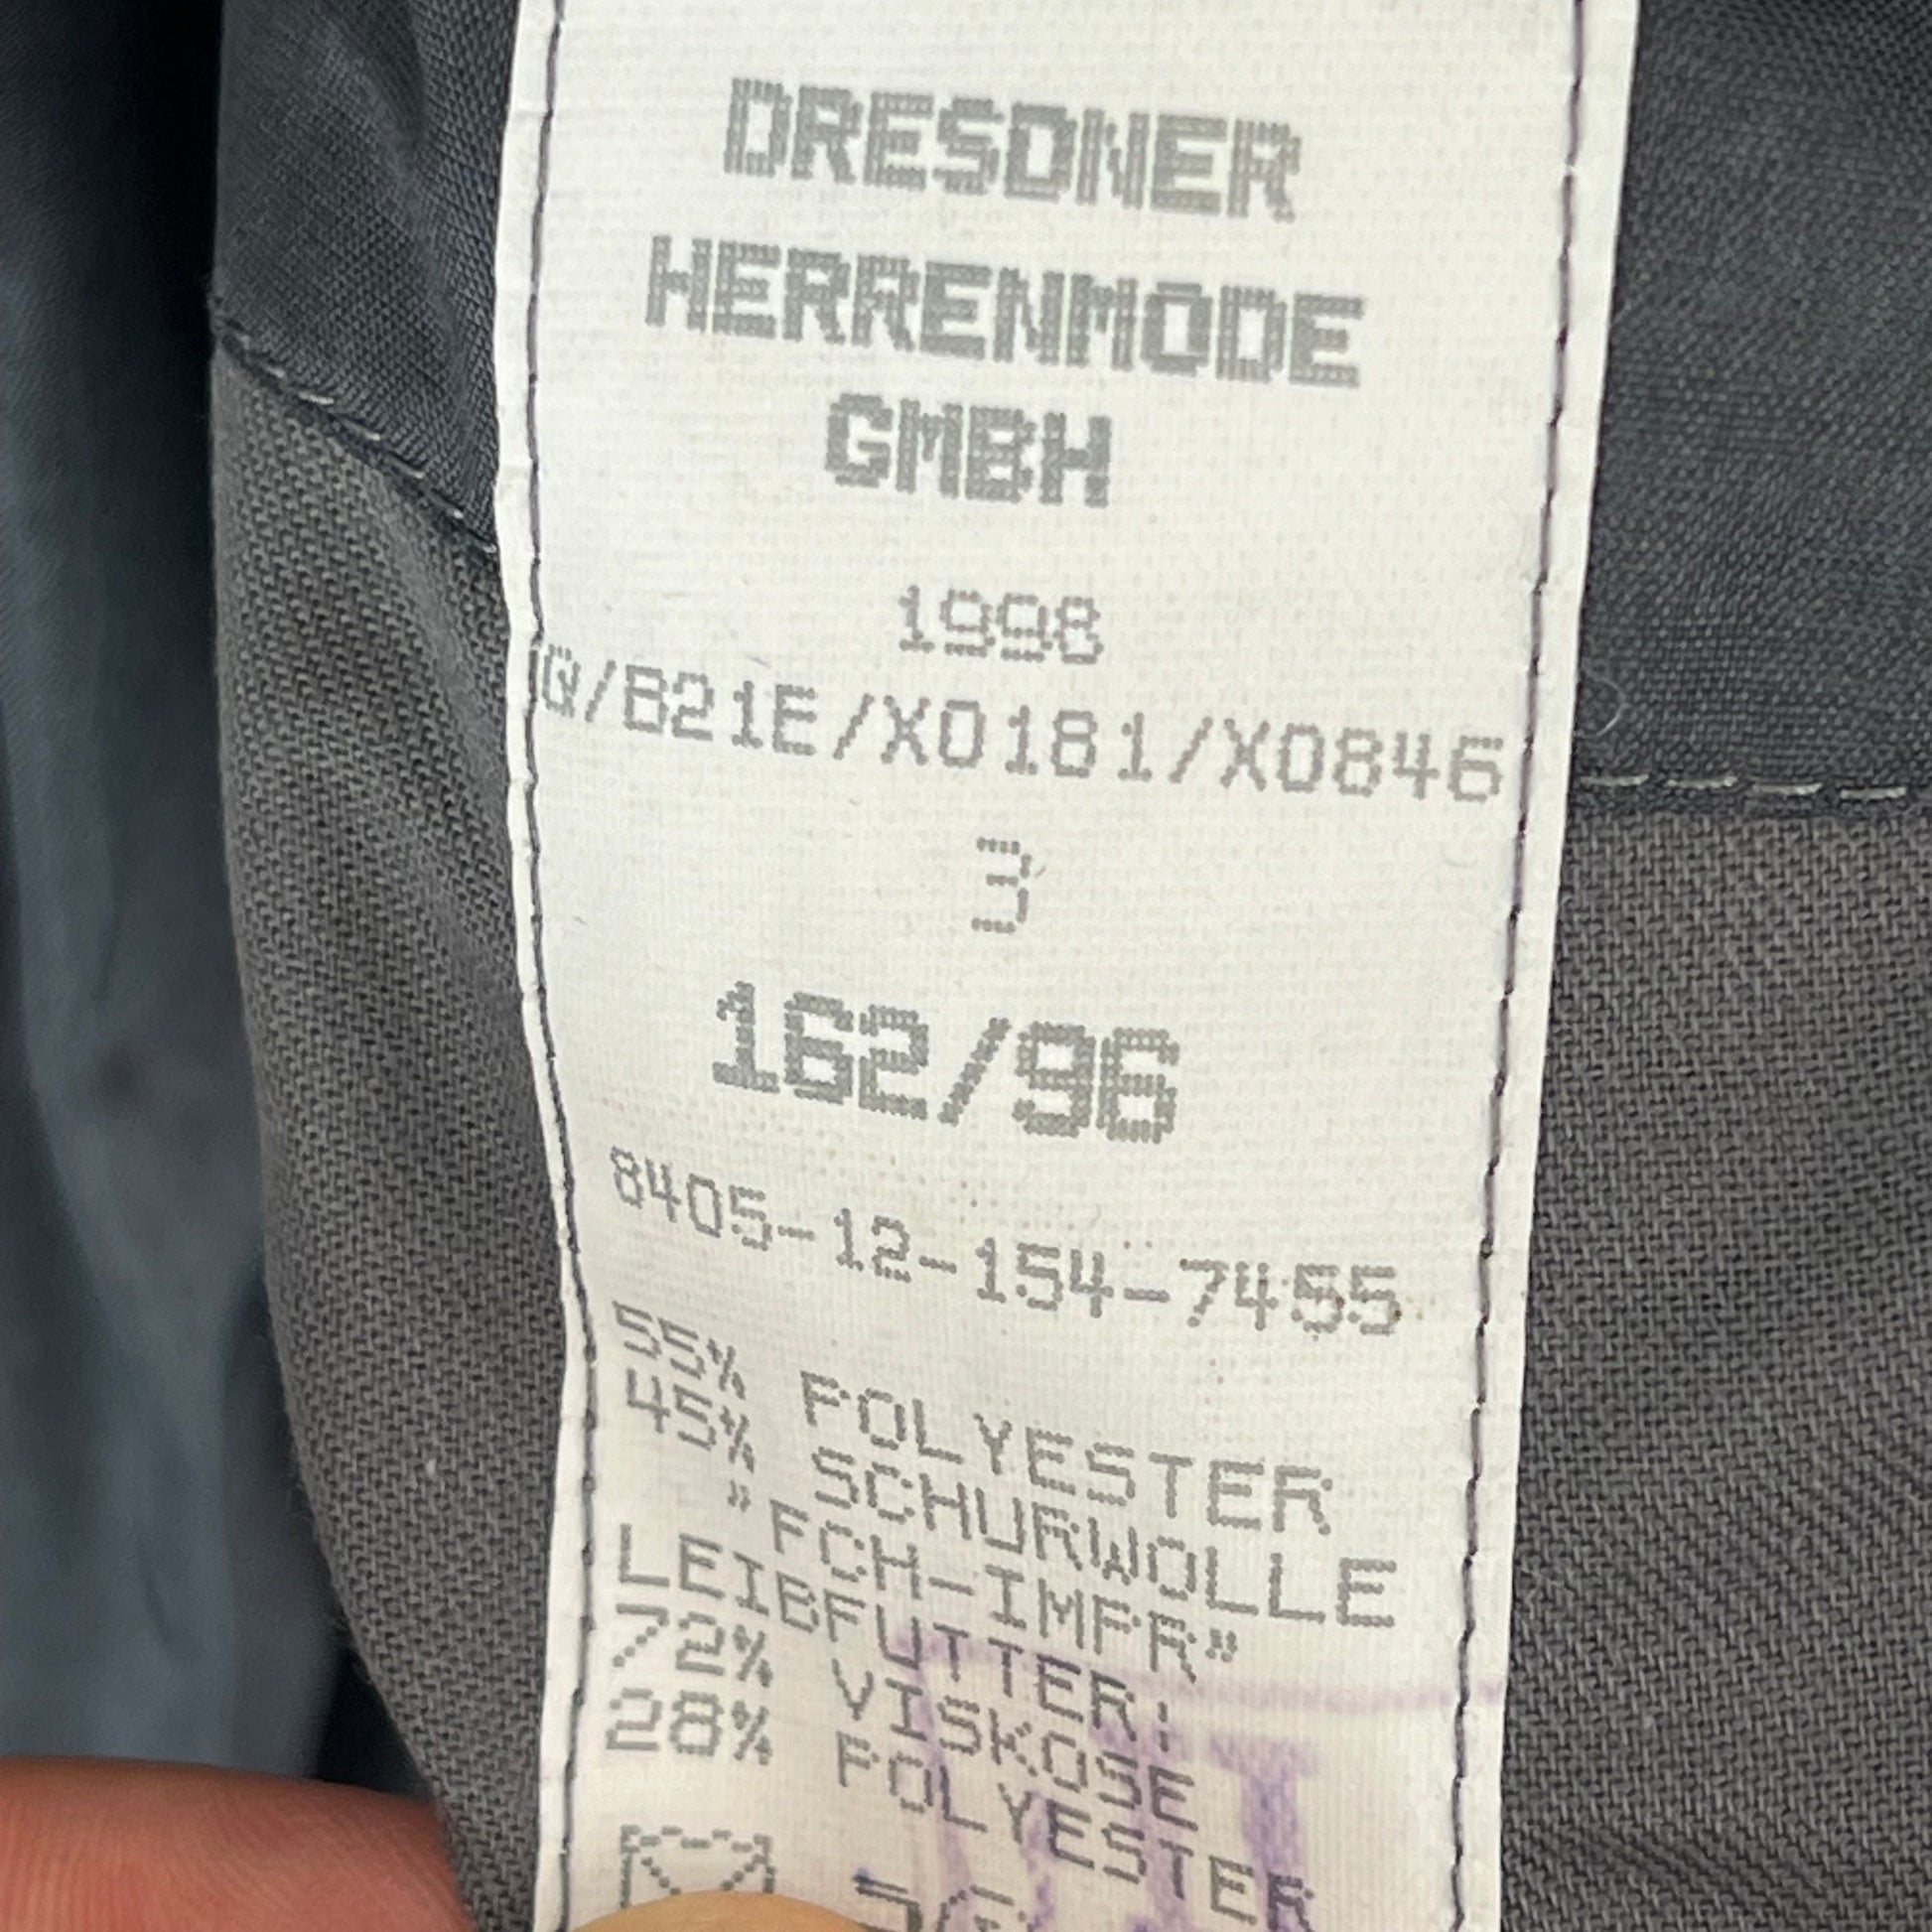 DRESDNER
HERRENMODE
GMBH
1998
Q/B21E/X0181/X0846
3
162/96
8405-12-154-7455
55% POLYESTER
45% SCHURWOLLE
"FCH-IMPR"
LEIBFUTTER:
72% VISKOSE
28% POLYESTER